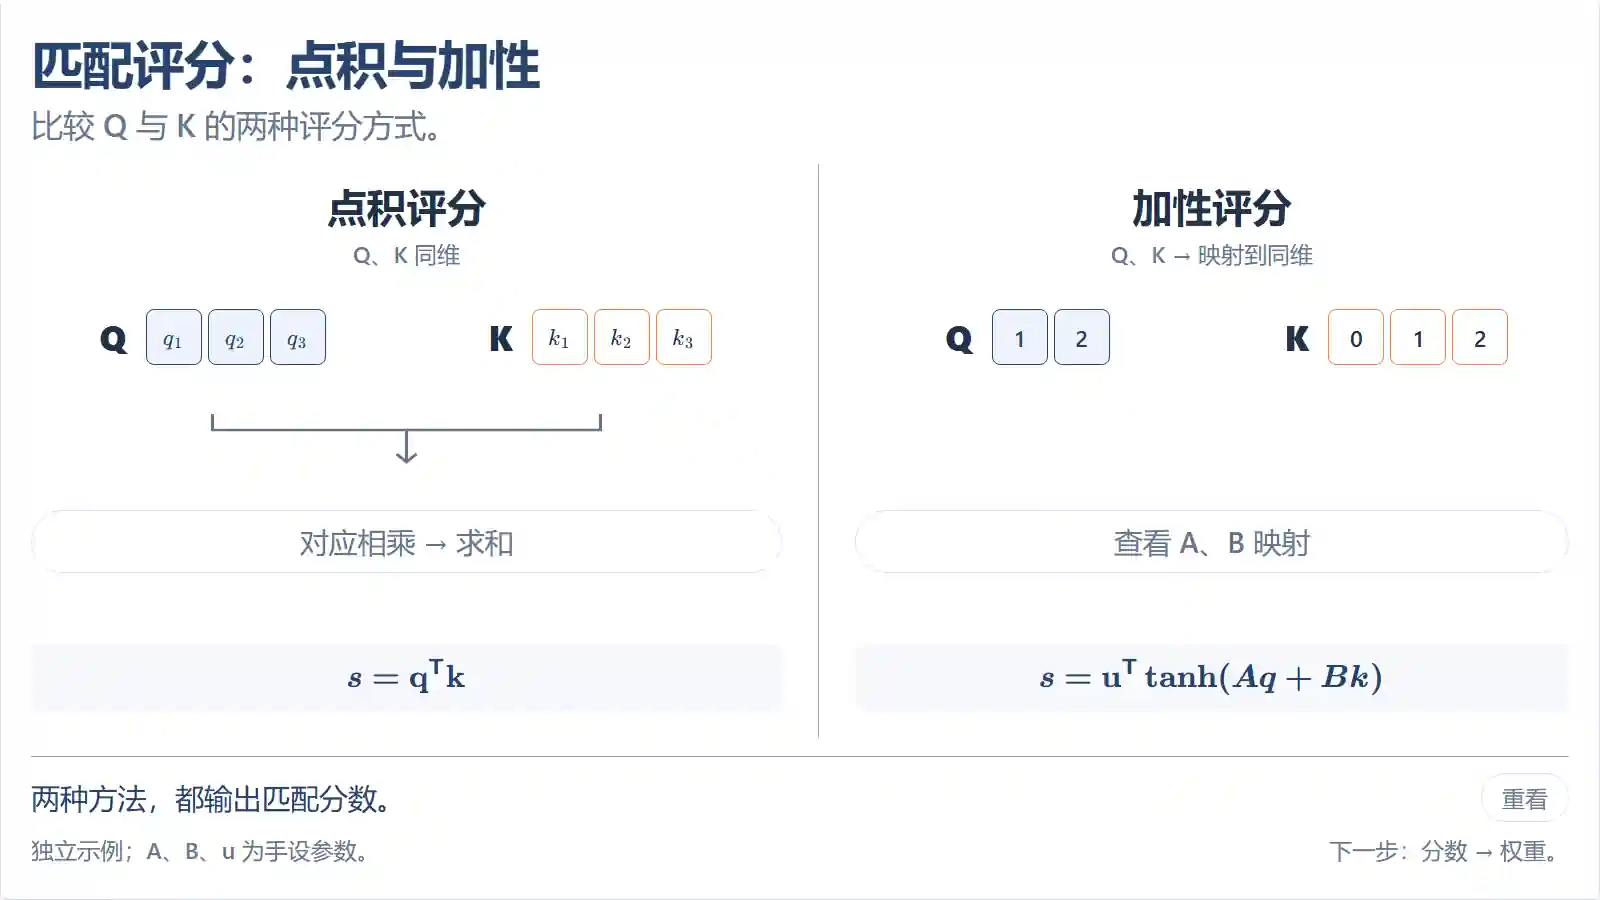 匹配评分：点积与加性
比较 Q 与 K 的两种评分方式。
点积评分
Q、K 同维
Q q₁ q₂ q₃ K k₁ k₂ k₃
对应相乘 → 求和
s = qᵀk
加性评分
Q、K → 映射到同维
Q 1 2 K 0 1 2
查看 A、B 映射
s = uᵀ tanh(Aq + Bk)
两种方法，都输出匹配分数。
重看
独立示例；A、B、u 为手设参数。
下一步：分数 → 权重。